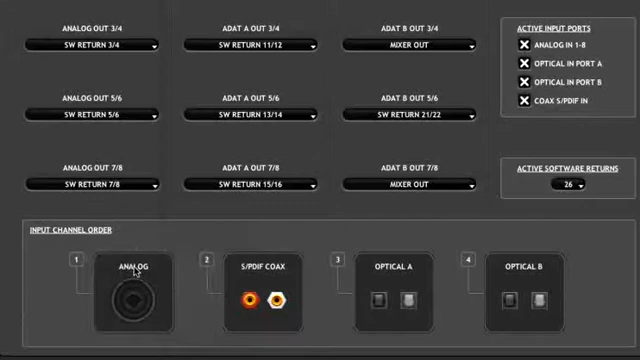 ANALOG OUT 3/4
SW RETURN 3/4
ADAT A OUT 3/4
SW RETURN 11/12
ADAT B OUT 3/4
MIXER OUT
ANALOG OUT 5/6
SW RETURN 5/6
ADAT A OUT 5/6
SW RETURN 13/14
ADAT B OUT 5/6
SW RETURN 21/22
ANALOG OUT 7/8
SW RETURN 7/8
ADAT A OUT 7/8
SW RETURN 15/16
ADAT B OUT 7/8
MIXER OUT
ACTIVE INPUT PORTS
ANALOG IN 1-8
OPTICAL IN PORT A
OPTICAL IN PORT B
COAX S/PDIF IN
ACTIVE SOFTWARE RETURNS
26
INPUT CHANNEL ORDER
1
ANALOG
2
S/PDIF COAX
3
OPTICAL A
4
OPTICAL B